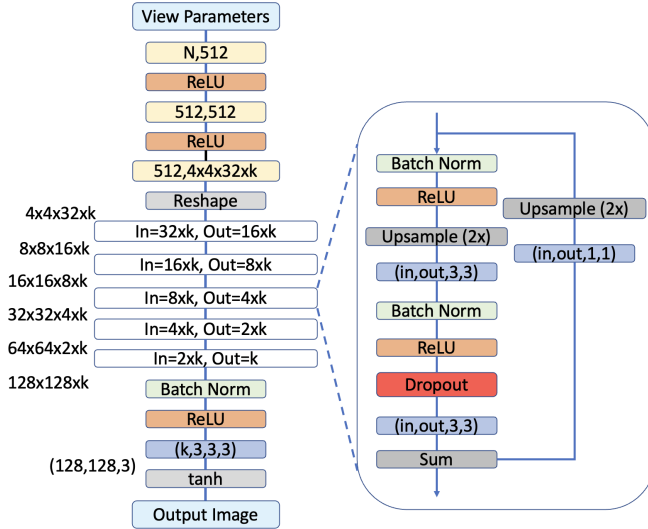 View Parameters
N,512
ReLU
512,512
ReLU
512,4x4x32xk
Reshape
4x4x32xk
In=32xk, Out=16xk
8x8x16xk
In=16xk, Out=8xk
16x16x8xk
In=8xk, Out=4xk
32x32x4xk
In=4xk, Out=2xk
64x64x2xk
In=2xk, Out=k
128x128xk
Batch Norm
ReLU
(k,3,3,3)
(128,128,3)
tanh
Output Image
Batch Norm
ReLU
Upsample (2x)
(in,out,3,3)
Batch Norm
ReLU
Dropout
(in,out,3,3)
Sum
Upsample (2x)
(in,out,1,1)